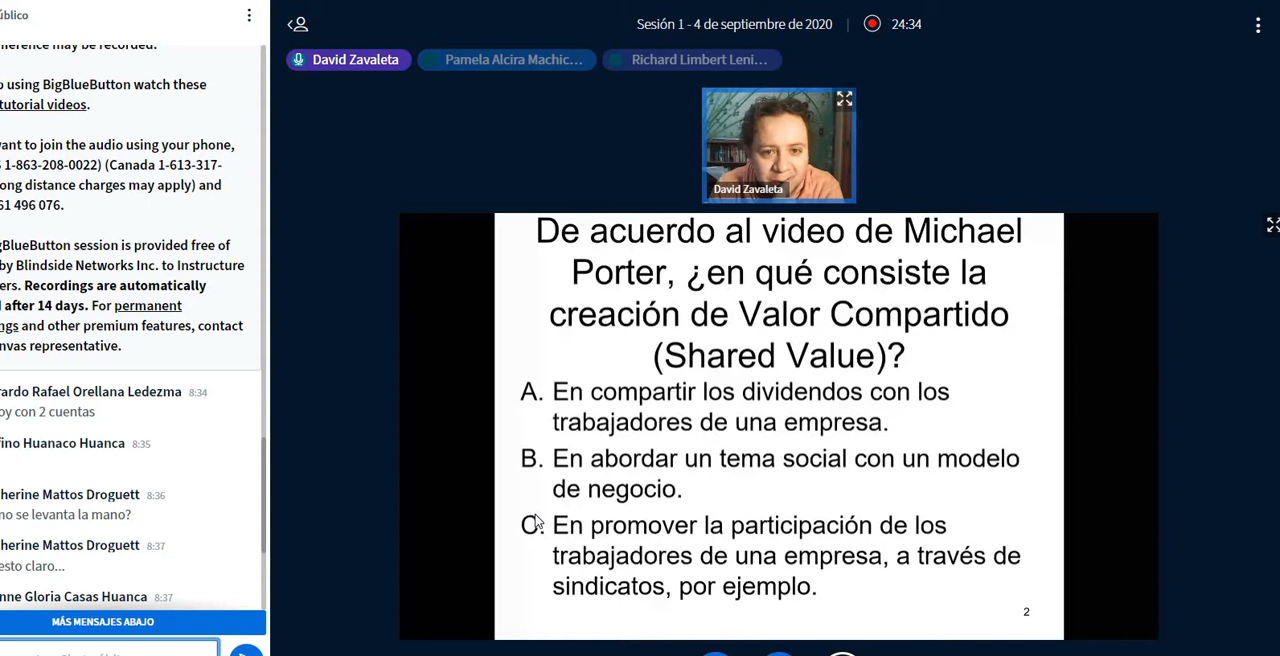 úblico
nference may be recorded.
o using BigBlueButton watch these
tutorial videos.
ant to join the audio using your phone,
1-863-208-0022) (Canada 1-613-317-
ong distance charges may apply) and
61 496 076.
gBlueButton session is provided free of
by Blindside Networks Inc. to Instructure
ers. Recordings are automatically
after 14 days. For permanent
ngs and other premium features, contact
nvas representative.
rardo Rafael Orellana Ledezma 8:34
oy con 2 cuentas
fino Huanaco Huanca 8:35
herine Mattos Droguett 8:36
mo se levanta la mano?
herine Mattos Droguett 8:37
esto claro...
nne Gloria Casas Huanca 8:37
MÁS MENSAJES ABAJO
Sesión 1 - 4 de septiembre de 2020 | 24:34
David Zavaleta
Pamela Alcira Machic...
Richard Limbert Leni...
David Zavaleta
De acuerdo al video de Michael
Porter, ¿en qué consiste la
creación de Valor Compartido
(Shared Value)?
A. En compartir los dividendos con los
trabajadores de una empresa.
B. En abordar un tema social con un modelo
de negocio.
C. En promover la participación de los
trabajadores de una empresa, a través de
sindicatos, por ejemplo.
2